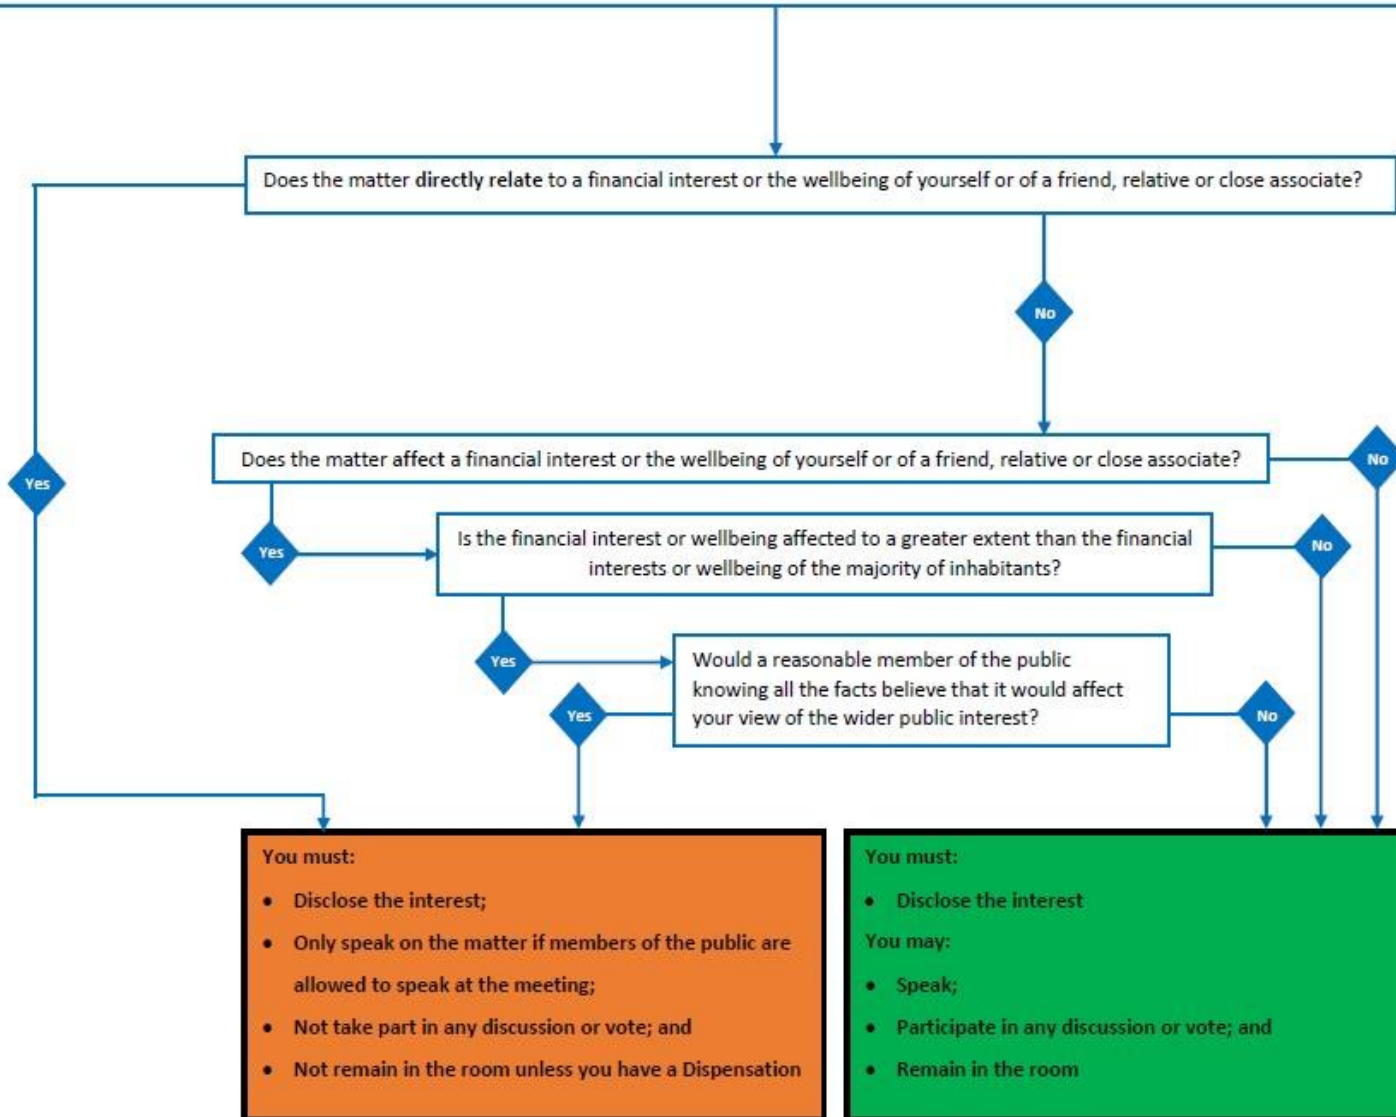 Does the matter directly relate to a financial interest or the wellbeing of yourself or of a friend, relative or close associate?
No
Does the matter affect a financial interest or the wellbeing of yourself or of a friend, relative or close associate?
No
Yes
Yes
Is the financial interest or wellbeing affected to a greater extent than the financial
interests or wellbeing of the majority of inhabitants?
No
Yes
Would a reasonable member of the public
knowing all the facts believe that it would affect
your view of the wider public interest?
Yes
No
You must:
• Disclose the interest;
• Only speak on the matter if members of the public are
allowed to speak at the meeting;
• Not take part in any discussion or vote; and
• Not remain in the room unless you have a Dispensation
You must:
• Disclose the interest
You may:
• Speak;
• Participate in any discussion or vote; and
• Remain in the room